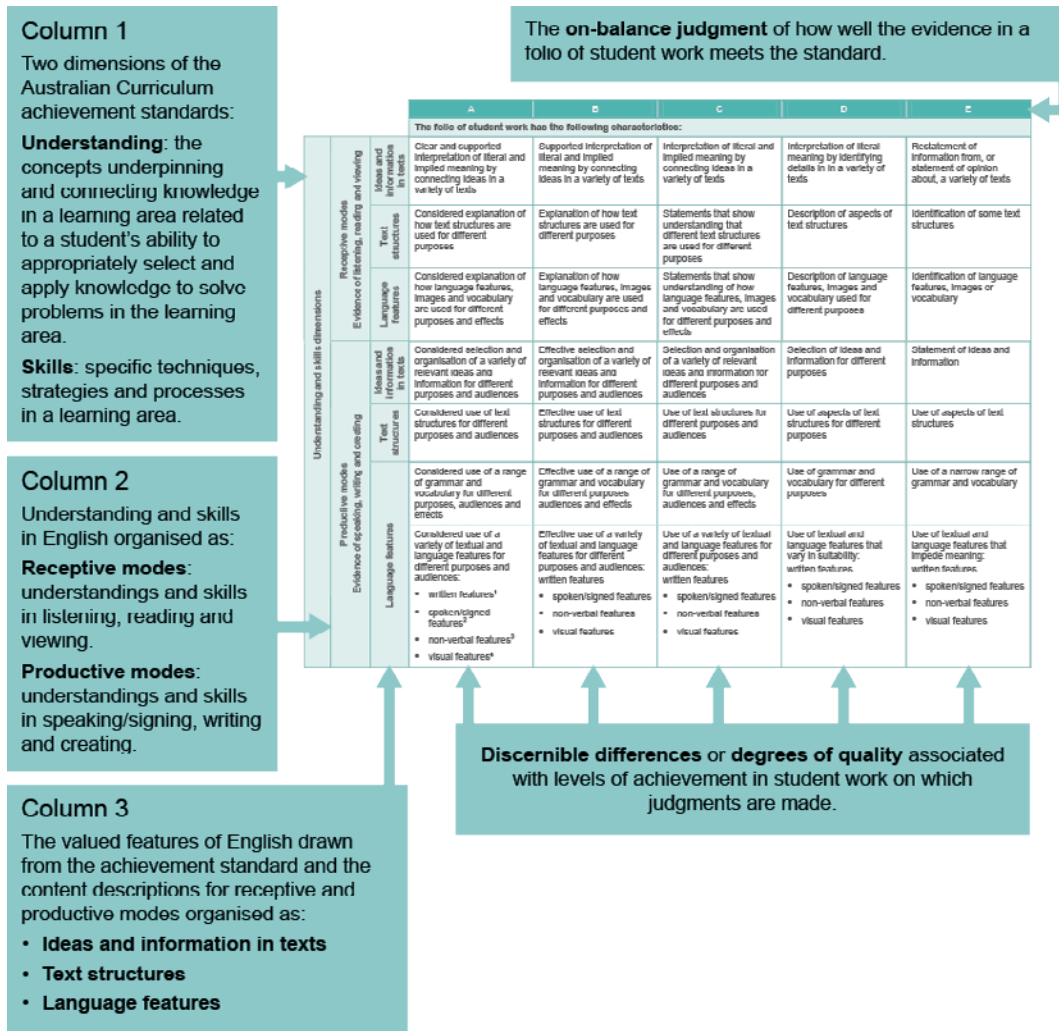 Column 1
Two dimensions of the
Australian Curriculum
achievement standards:
Understanding: the
concepts underpinning
and connecting knowledge
in a learning area related
to a student's ability to
appropriately select and
apply knowledge to solve
problems in the learning
area.
Skills: specific techniques,
strategies and processes
in a learning area.
Column 2
Understanding and skills
in English organised as:
Receptive modes:
understandings and skills
in listening, reading and
viewing.
Productive modes:
understandings and skills
in speaking/signing, writing
and creating.
Column 3
The valued features of English drawn
from the achievement standard and the
content descriptions for receptive and
productive modes organised as:
• Ideas and information in texts
• Text structures
• Language features
The on-balance judgment of how well the evidence in a
folio of student work meets the standard.
A
B
C
D
E
The folio of student work has the following characteristics:
Understanding and skills dimensions
Receptive modes
Evidence of listening, reading and viewing
Ideas and
information
in texts
Clear and supported
interpretation of literal and
implied meaning by
connecting ideas in a
variety of texts
Supported interpretation of
literal and implied
meaning by connecting
ideas in a variety of texts
Interpretation of literal and
implied meaning by
connecting ideas in a
variety of texts
Interpretation of literal
meaning by identifying
details in in a variety of
texts
Restatement of
information from, or
statement of opinion
about, a variety of texts
Text
structures
Considered explanation of
how text structures are
used for different
purposes
Explanation of how text
structures are used for
different purposes
Statements that show
understanding that
different text structures
are used for different
purposes
Description of aspects of
text structures
Identification of some text
structures
Language
features
Considered explanation of
how language features,
images and vocabulary
are used for different
purposes and effects
Explanation of how
language features, images
and vocabulary are used
for different purposes and
effects
Statements that show
understanding of how
language features, images
and vocabulary are used
for different purposes and
effects
Description of language
features, images and
vocabulary used for
different purposes
Identification of language
features, images or
vocabulary
Productive modes
Evidence of speaking, writing and creating
Ideas and
information
in texts
Considered selection and
organisation of a variety of
relevant ideas and
information for different
purposes and audiences
Effective selection and
organisation of a variety of
relevant ideas and
information for different
purposes and audiences
Selection and organisation
of a variety of relevant
ideas and information for
different purposes and
audiences
Selection of ideas and
information for different
purposes
Statement of ideas and
information
Text
structures
Considered use of text
structures for different
purposes and audiences
Effective use of text
structures for different
purposes and audiences
Use of text structures for
different purposes and
audiences
Use of aspects of text
structures for different
purposes
Use of aspects of text
structures
Language features
Considered use of a range
of grammar and
vocabulary for different
purposes, audiences and
effects
Effective use of a range of
grammar and vocabulary
for different purposes
audiences and effects
Use of a range of
grammar and vocabulary
for different purposes,
audiences and effects
Use of grammar and
vocabulary for different
purposes
Use of a narrow range of
grammar and vocabulary
Considered use of a
variety of textual and
language features for
different purposes and
audiences:
• written features¹
• spoken/signed
features²
• non-verbal features³
• visual features⁴
Effective use of a variety
of textual and language
features for different
purposes and audiences:
written features
• spoken/signed features
• non-verbal features
• visual features
Use of a variety of textual
and language features for
different purposes and
audiences:
written features
• spoken/signed features
• non-verbal features
• visual features
Use of textual and
language features that
vary in suitability:
written features
• spoken/signed features
• non-verbal features
• visual features
Use of textual and
language features that
impede meaning:
written features
• spoken/signed features
• non-verbal features
• visual features
Discernible differences or degrees of quality associated
with levels of achievement in student work on which
judgments are made.